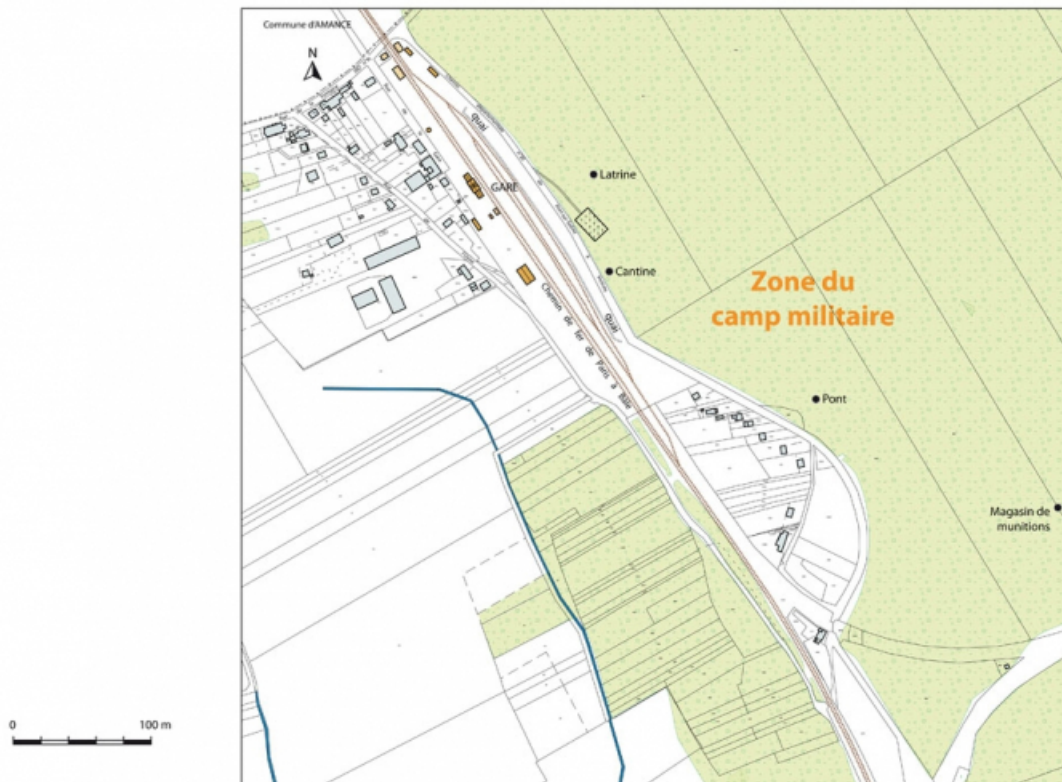 Commune d'AMANCE
N
quai
Latrine
GARE
Cantine
Zone du
camp militaire
quai
Chemin de fer de Paris à Bâle
Pont
Magasin de
munitions
0
100 m